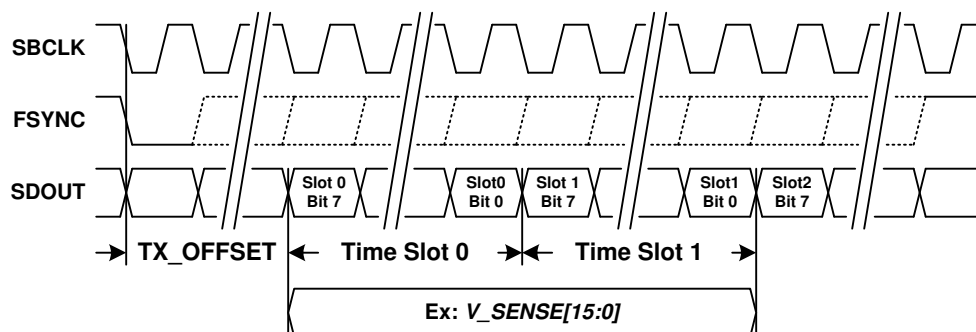 SBCLK
FSYNC
SDOUT
Slot 0
Bit 7
Slot0
Bit 0
Slot 1
Bit 7
Slot1
Bit 0
Slot2
Bit 7
TX_OFFSET
Time Slot 0
Time Slot 1
Ex: V_SENSE[15:0]